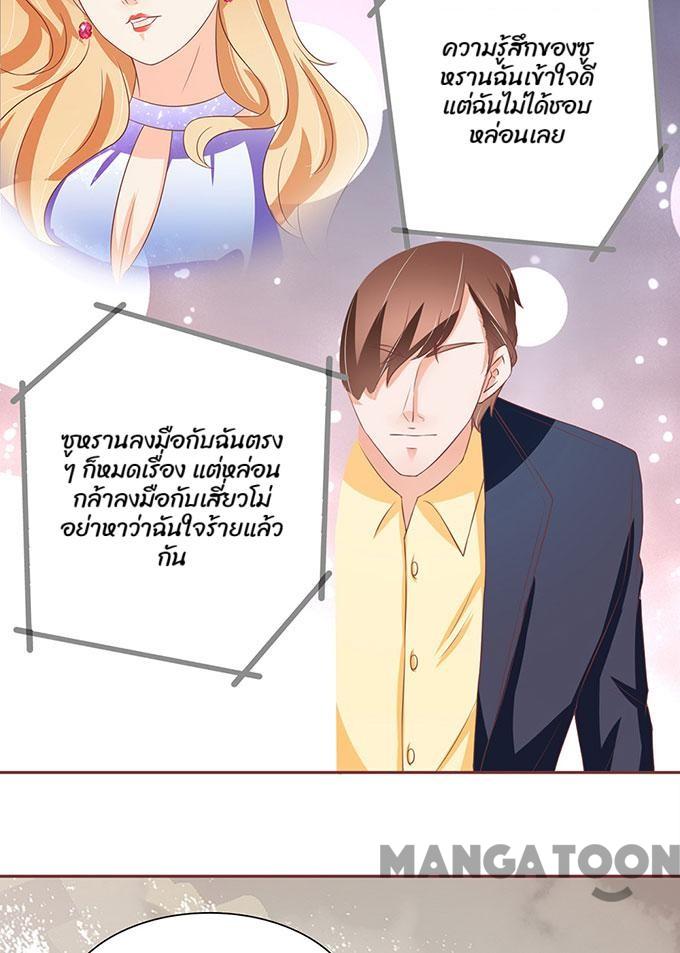 ความรู้สึกของซู
หรานฉันเข้าใจดี
แต่ฉันไม่ได้ชอบ
หล่อนเลย
ซูหรานลงมือกับฉันตรง
ๆ ก็หมดเรื่อง แต่หล่อน
กล้าลงมือกับเสี่ยวโม่
อย่าหาว่าฉันใจร้ายแล้ว
กัน
MANGATOON